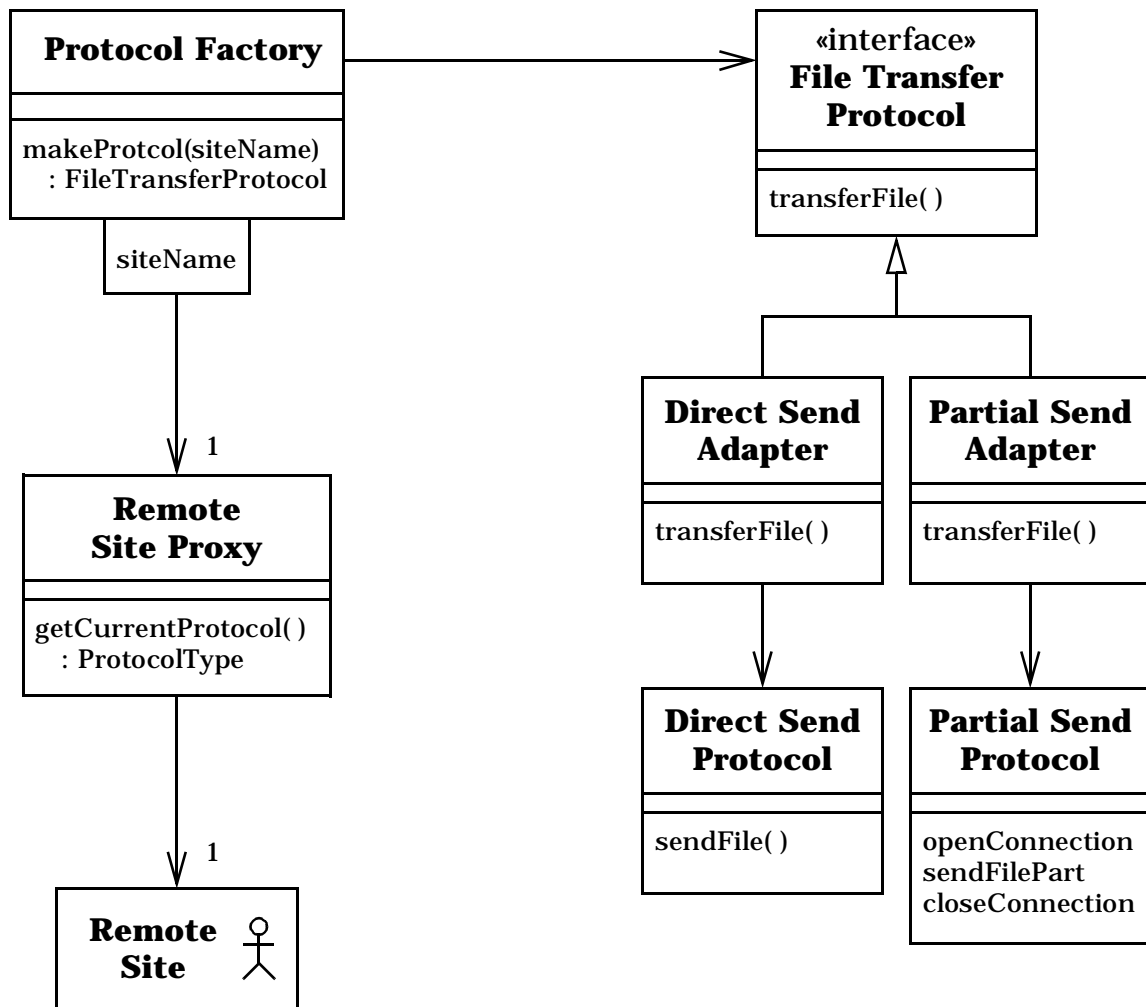 Protocol Factory
makeProtcol(siteName)
: FileTransferProtocol
siteName
1
Remote
Site Proxy
getCurrentProtocol( )
: ProtocolType
1
Remote
Site
«interface»
File Transfer
Protocol
transferFile( )
Direct Send
Adapter
transferFile( )
Partial Send
Adapter
transferFile( )
Direct Send
Protocol
sendFile( )
Partial Send
Protocol
openConnection
sendFilePart
closeConnection